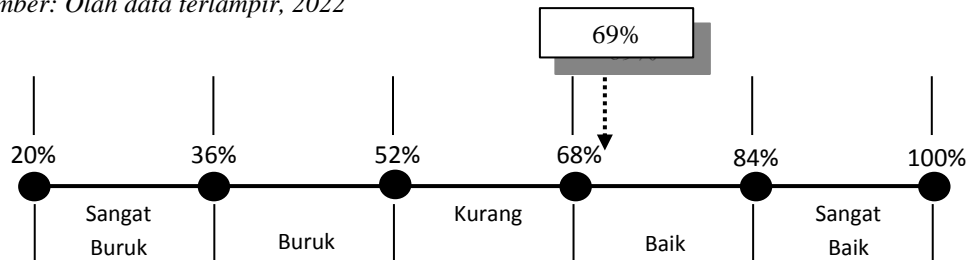 mber: Olah data terlampir, 2022
69%
20% 36% 52% 68% 84% 100%
Sangat Buruk
Buruk
Kurang
Baik
Sangat Baik